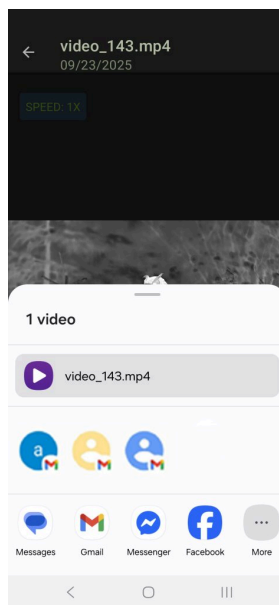 video_143.mp4
09/23/2025
SPEED: 1X
1 video
video_143.mp4
a
Messages
Gmail
Messenger
Facebook
More